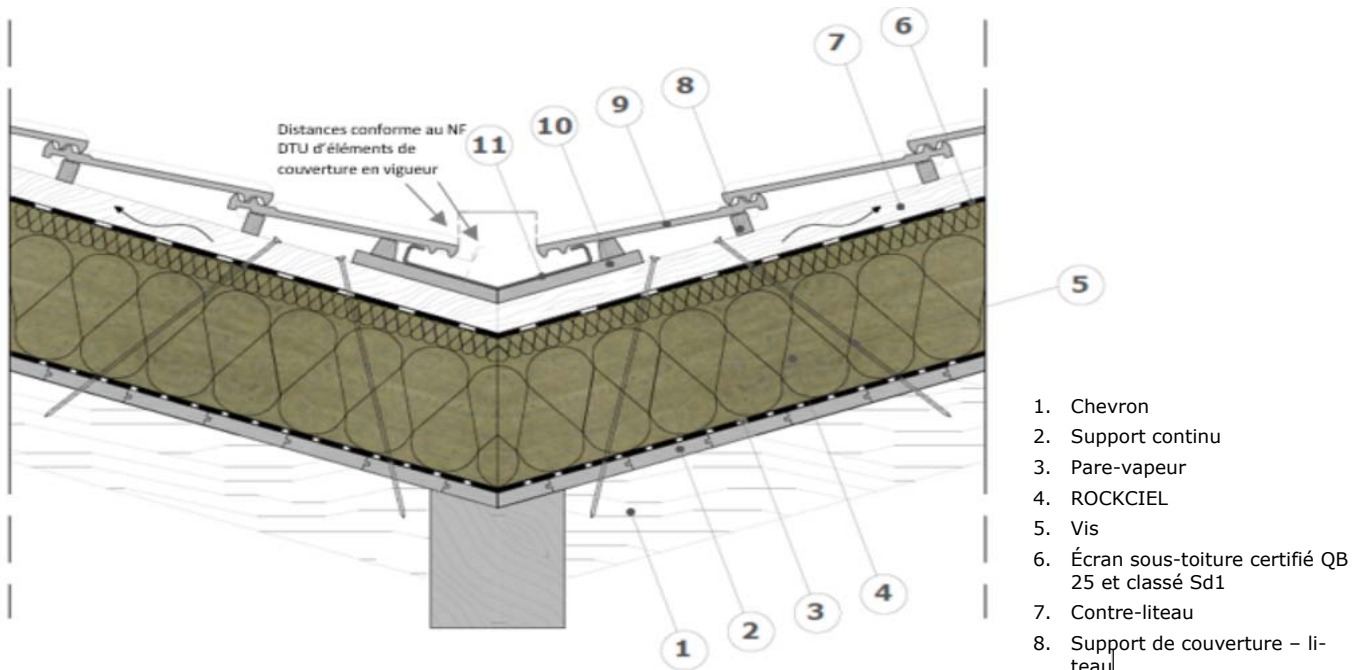 6
7
8
9
10
11
Distances conforme au NF
DTU d'éléments de
couverture en vigueur
5
4
3
2
1
1. Chevron
2. Support continu
3. Pare-vapeur
4. ROCKCIEL
5. Vis
6. Écran sous-toiture certifié QB
25 et classé Sd1
7. Contre-liteau
8. Support de couverture – li-
teau